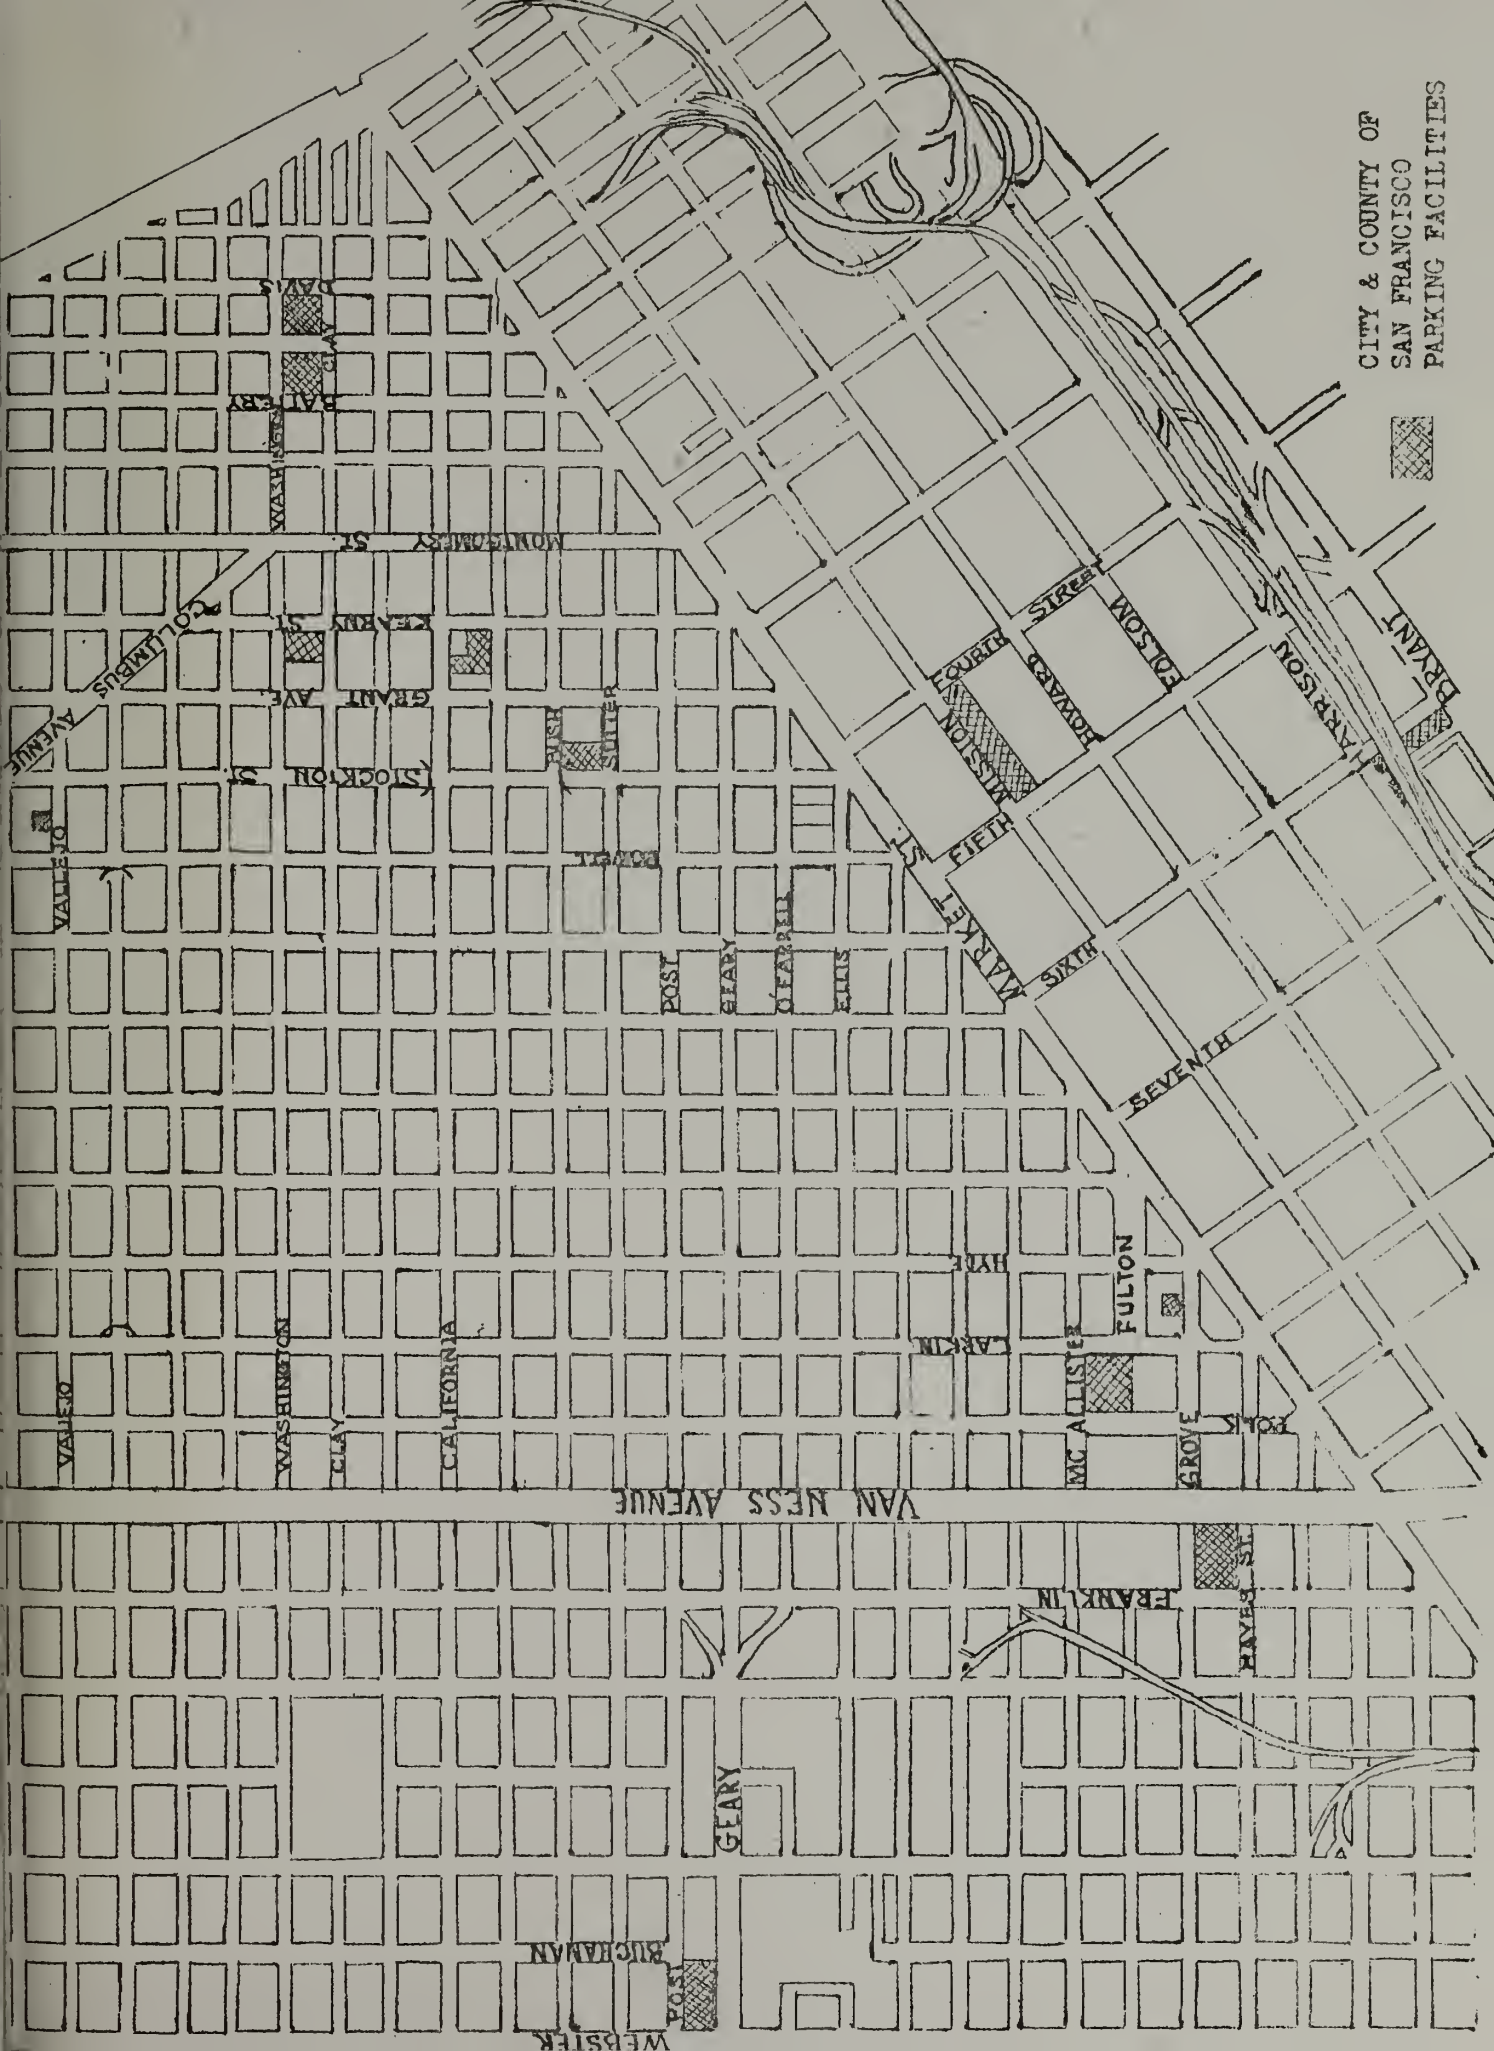 CITY & COUNTY OF
SAN FRANCISCO
PARKING FACILITIES
DAVIS
CLAY
BATTERY
WASHINGTON
MONTGOMERY ST.
COLUMBUS AVENUE
KEARNY ST
GRANT AVE.
BUSH
SUTTER
STOCKTON ST.
VALLEJO
POWELL
POST
GEARY
O'FARRELL
ELLIS
MARKET ST.
FOURTH STREET
MISSION
HOWARD
FOLSOM
HARRISON
BRYANT
FIFTH
SIXTH
SEVENTH
HYDE
FULTON
LARKIN
VALLEJO
WASHINGTON
CLAY
CALIFORNIA
MC ALLISTER
GROVE
POLK
VAN NESS AVENUE
FRANKLIN
HAYES ST.
GEARY
BUCHANAN
POST
WEBSTER